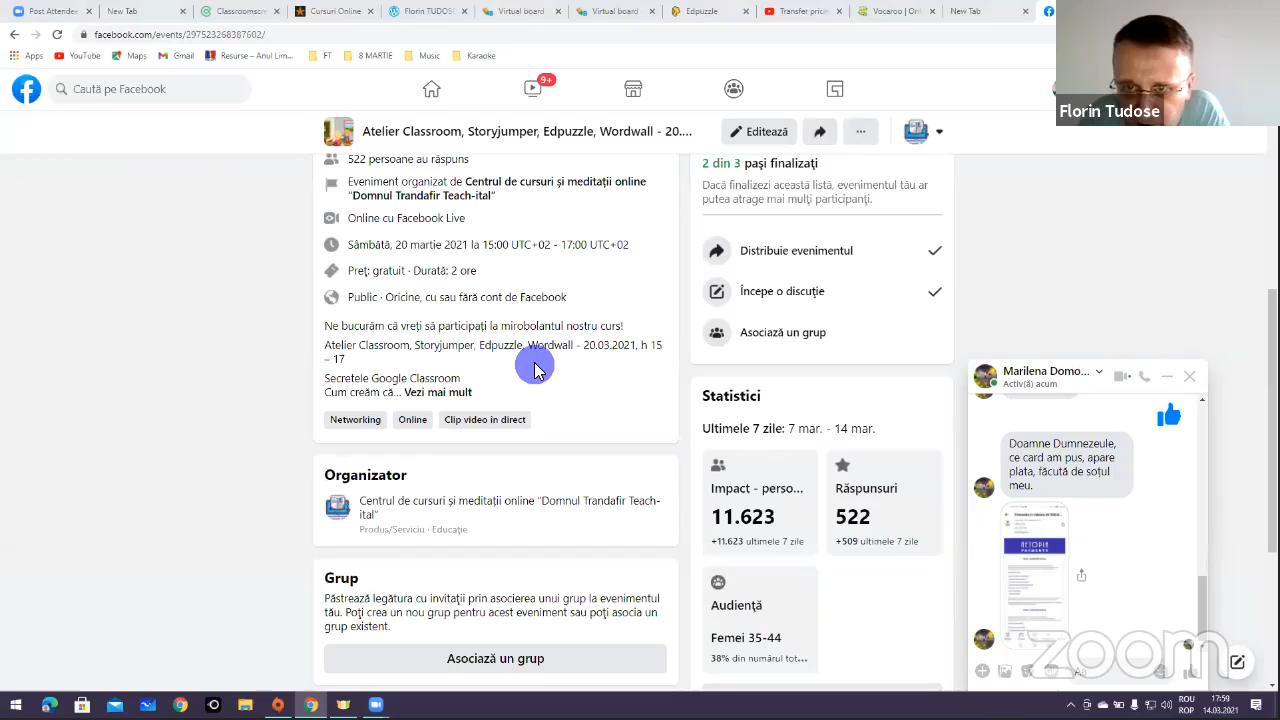 Post Attendee
New Tab
Classroomscr
Cursuri Online
Florin TUDOS
Virtual board
Virtual board
Edpuzzle
Transfer pro
Vocaroo | On
New Tab
facebook.com/events/297523268387602/
Apps
YouTube
Maps
Gmail
Resurse – Anul Lim...
FT
8 MARTIE
Music
Karaoke
Caută pe Facebook
9+
Florin Tudose
Atelier Classroom, Storyjumper, Edpuzzle, Wordwall - 20....
Editează
522 persoane au răspuns
Eveniment organizat de Centrul de cursuri și meditații online
"Domnul Trandafir Teach-ital"
Online cu Facebook Live
Sâmbătă, 20 martie 2021 la 15:00 UTC+02 - 17:00 UTC+02
Preț: gratuit · Durată: 2 ore
Public · Oricine, cu sau fără cont de Facebook
Ne bucurăm că vreți să participați la mirobolantul nostru curs!
Atelier Classroom, Storyjumper, Edpuzzle, Wordwall - 20.03.2021, h 15
– 17
Secretele Google Classroom
Cum creăm că... Vezi mai mult
Networking
Online
Clip video în direct
Organizator
Centrul de cursuri și meditații online "Domnul Trandafir Teach-
ital"
Produs/Serviciu · Educație
Grup
Păstrează legătura cu invitații prin asocierea unui grup la evenimentul
tău. Poți crea un nou grup pentru acest eveniment sau poți asocia un
grup existent.
Asociază un grup
2 din 3 pași finalizați
Dacă finalizezi această listă, evenimentul tău ar
putea atrage mai mulți participanți.
Distribuie evenimentul
Începe o discuție
Asociază un grup
Statistici
Ultimele 7 zile: 7 mar. - 14 mar.
Impact - perso...
11.623
+11.623 ultimele 7 zile
Răspunsuri
522
+509 ultimele 7 zile
Audiență
Femei 35-44
38% din numărul tot...
Marilena Domo...
Activ(ă) acum
Doamne Dumnezeule,
ce card am pus, apare
plata, făcută de soțul
meu.
NETOPIA
PAYMENTS
Aa
zoom
ROU
ROP
17:59
14.03.2021